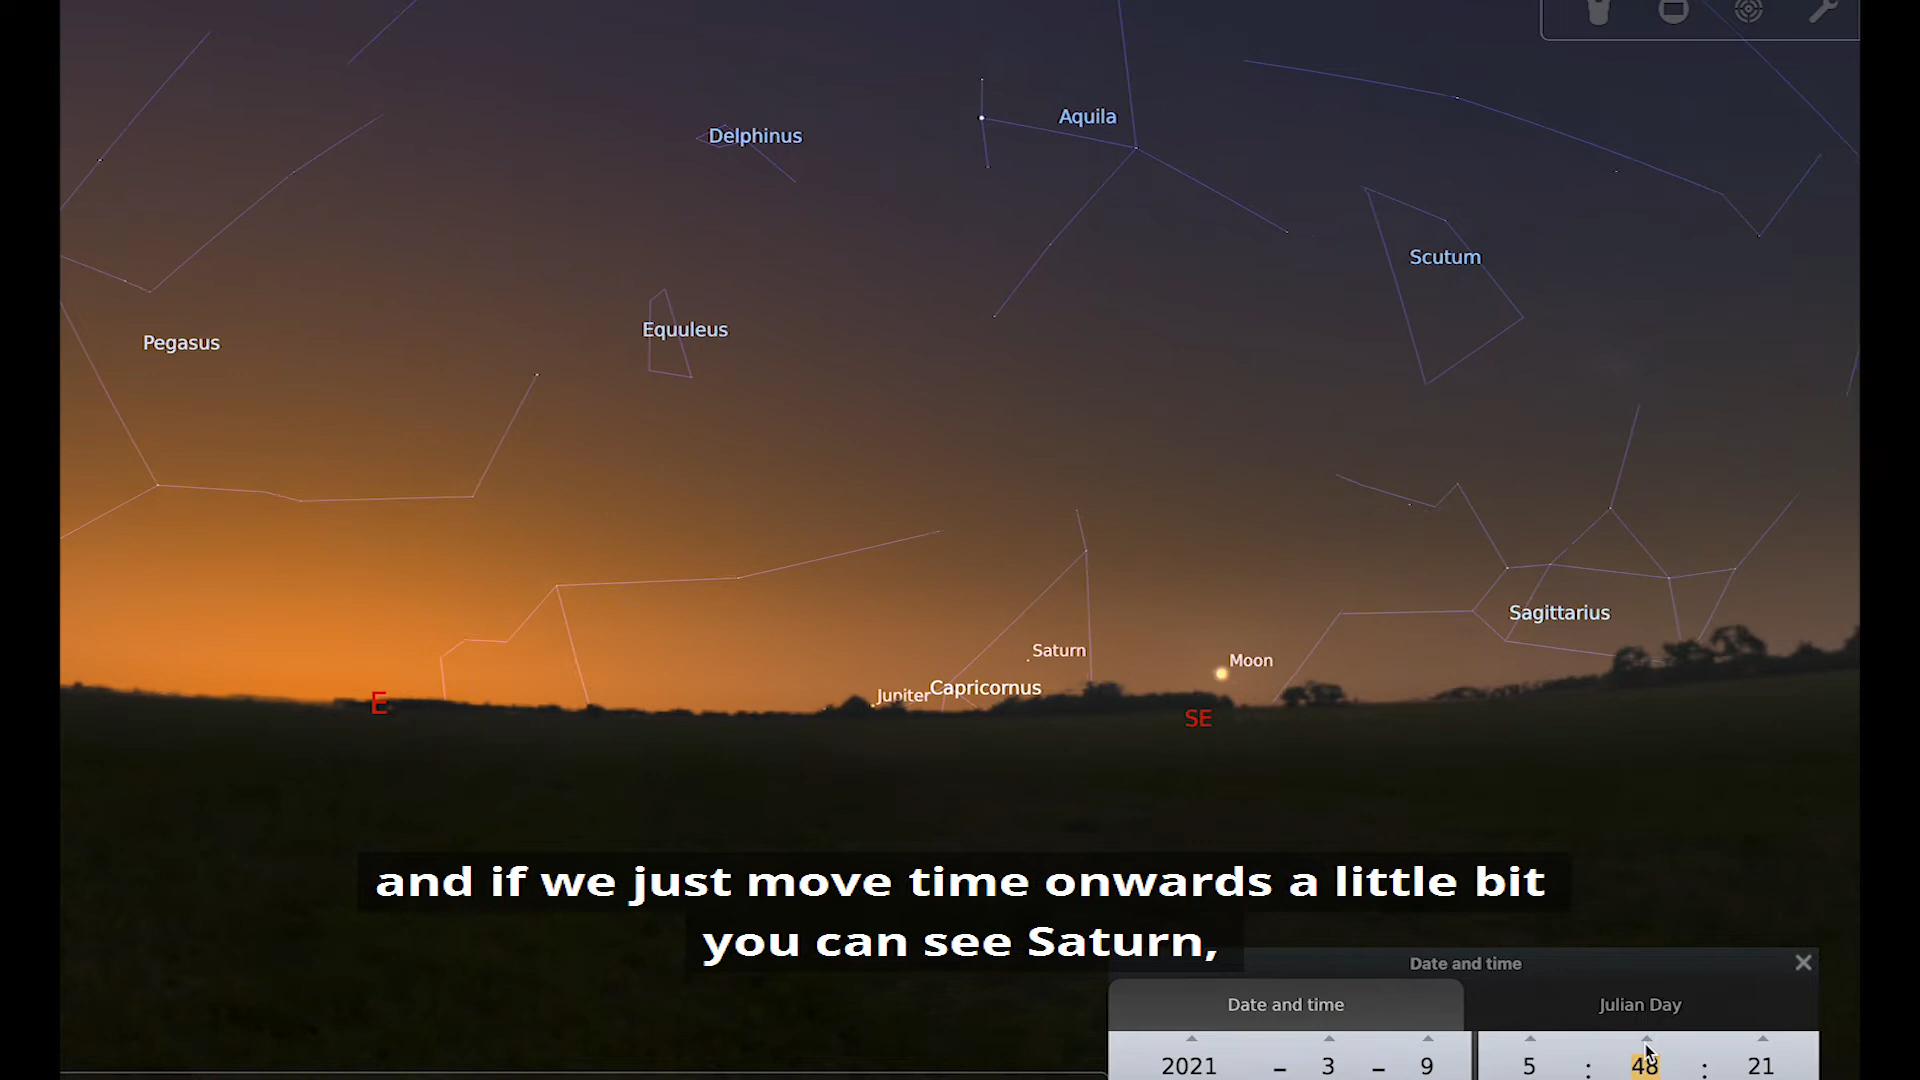 Aquila
Delphinus
Scutum
Equuleus
Pegasus
Sagittarius
Saturn
Moon
Jupiter
Capricornus
E
SE
and if we just move time onwards a little bit
you can see Saturn,
Date and time
Date and time
Julian Day
2021 – 3 – 9 5 : 48 : 21